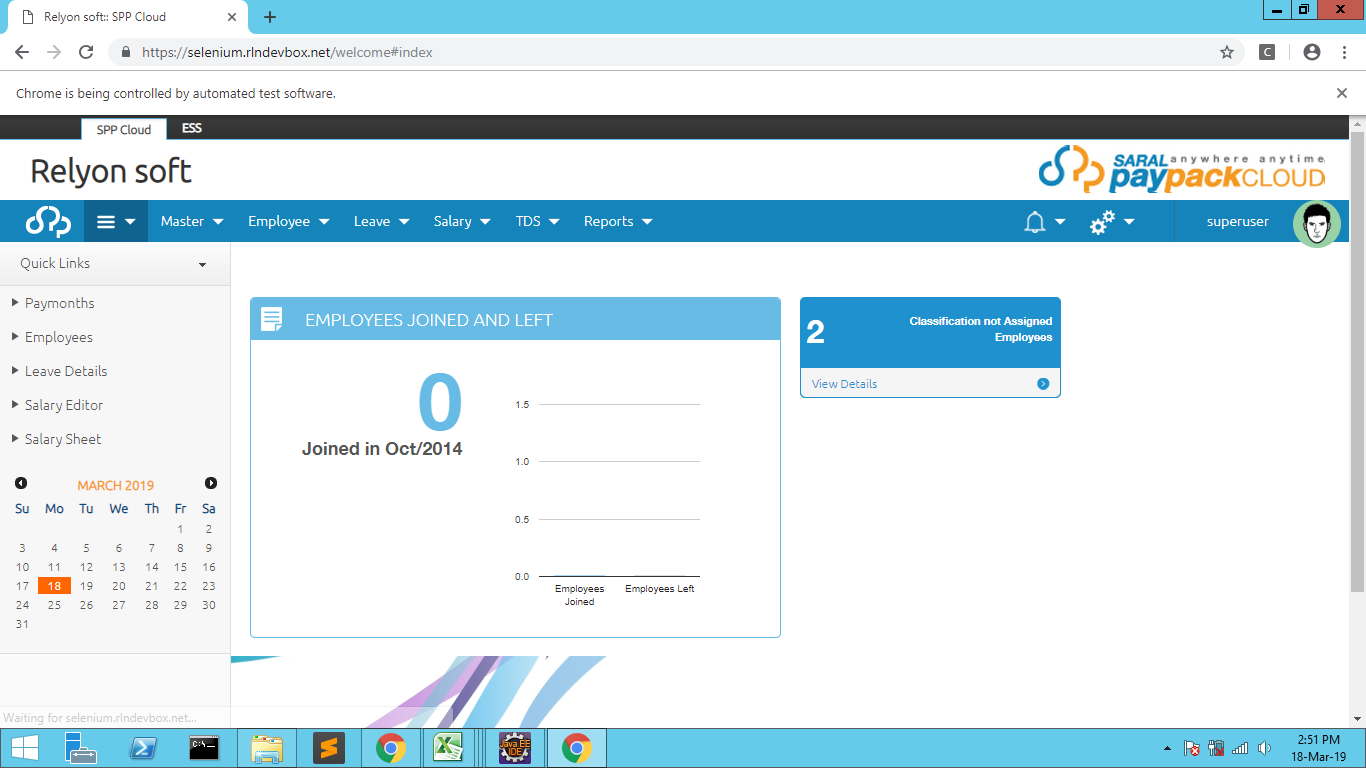 Relyon soft:: SPP Cloud
https://selenium.rlndevbox.net/welcome#index
C
Chrome is being controlled by automated test software.
SPP Cloud ESS
Relyon soft
SARAL anywhere anytime
paypackCLOUD
Master Employee Leave Salary TDS Reports superuser
Quick Links
Paymonths
Employees
Leave Details
Salary Editor
Salary Sheet
MARCH 2019
Su Mo Tu We Th Fr Sa
1 2
3 4 5 6 7 8 9
10 11 12 13 14 15 16
17 18 19 20 21 22 23
24 25 26 27 28 29 30
31
EMPLOYEES JOINED AND LEFT
0
Joined in Oct/2014
1.5
1.0
0.5
0.0
Employees
Joined
Employees Left
2
Classification not Assigned
Employees
View Details
Waiting for selenium.rlndevbox.net...
C:\_
Java EE
IDE
2:51 PM
18-Mar-19